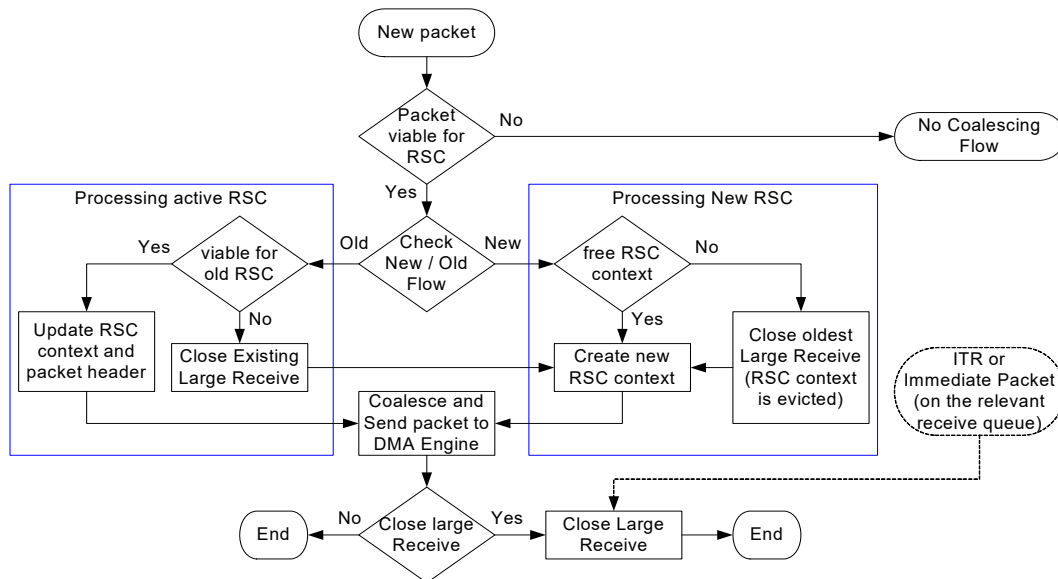 New packet
Packet
viable for
RSC
No
No Coalescing
Flow
Yes
Processing active RSC
Processing New RSC
Yes
viable for
old RSC
Old
Check
New / Old
Flow
New
free RSC
context
No
No
Yes
Update RSC
context and
packet header
Close Existing
Large Receive
Create new
RSC context
Close oldest
Large Receive
(RSC context
is evicted)
ITR or
Immediate Packet
(on the relevant
receive queue)
Coalesce and
Send packet to
DMA Engine
End
No
Close large
Receive
Yes
Close Large
Receive
End